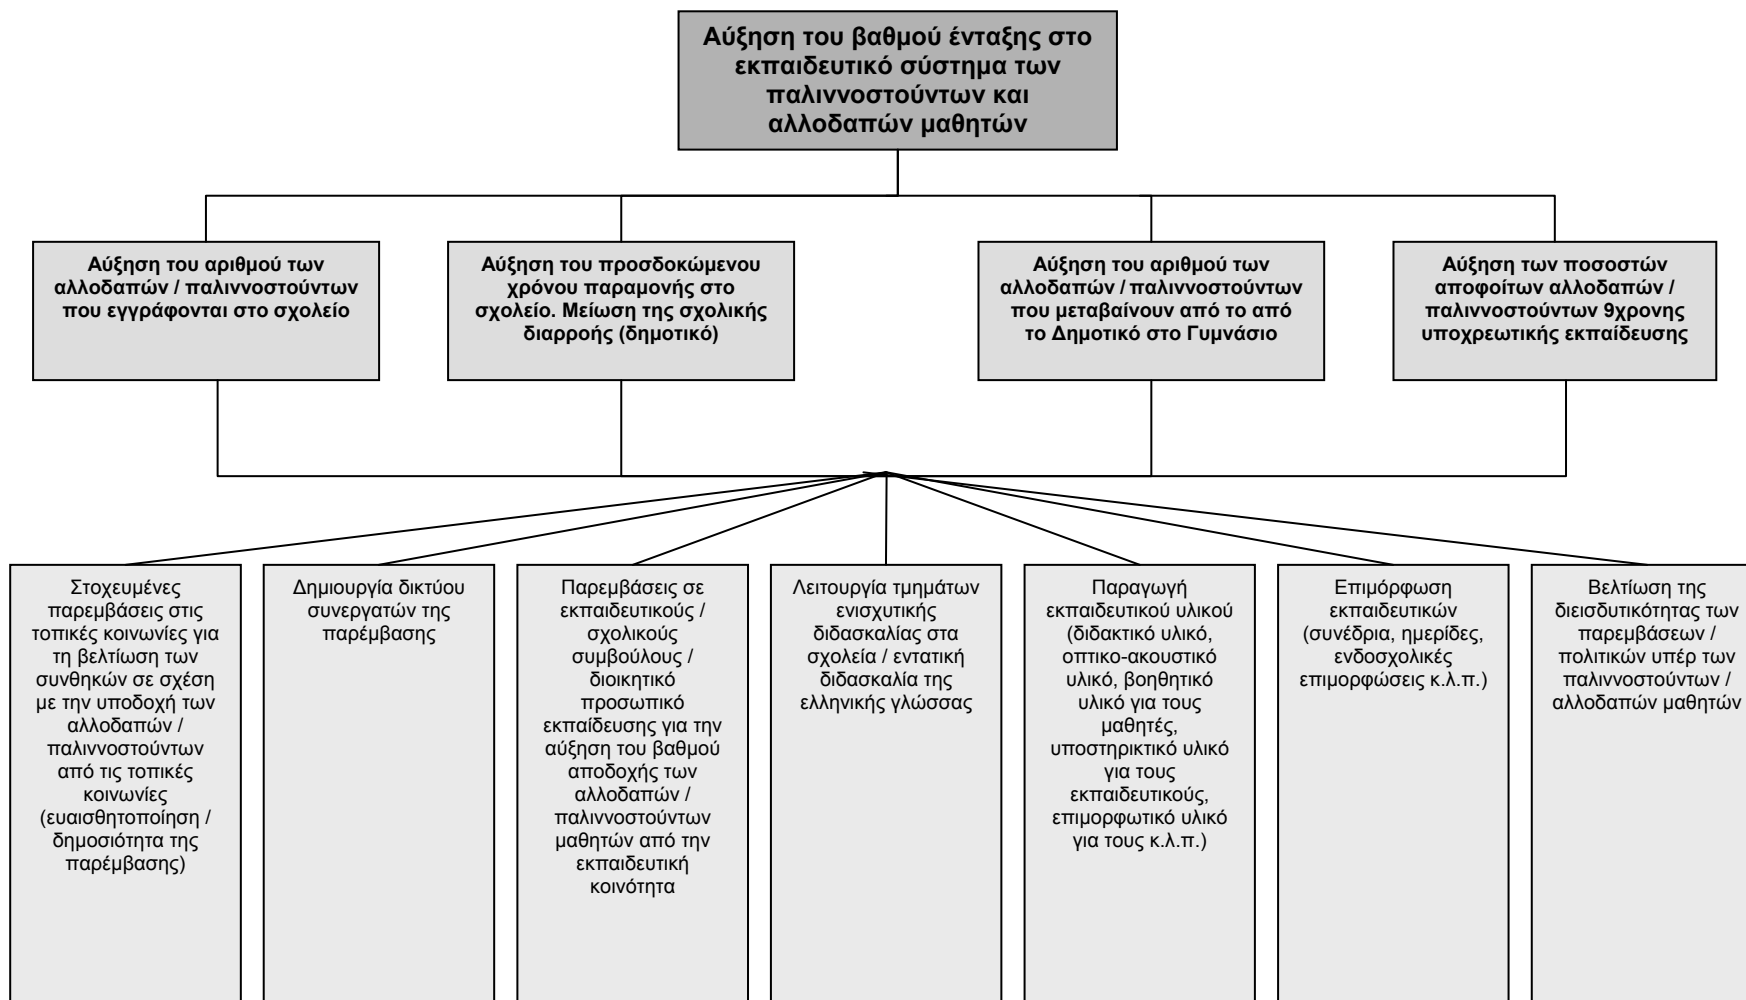 Αύξηση του βαθμού ένταξης στο
εκπαιδευτικό σύστημα των
παλιννοστούντων και
αλλοδαπών μαθητών
Αύξηση του αριθμού των
αλλοδαπών / παλιννοστούντων
που εγγράφονται στο σχολείο
Αύξηση του προσδοκώμενου
χρόνου παραμονής στο
σχολείο. Μείωση της σχολικής
διαρροής (δημοτικό)
Αύξηση του αριθμού των
αλλοδαπών / παλιννοστούντων
που μεταβαίνουν από το από
το Δημοτικό στο Γυμνάσιο
Αύξηση των ποσοστών
αποφοίτων αλλοδαπών /
παλιννοστούντων 9χρονης
υποχρεωτικής εκπαίδευσης
Στοχευμένες
παρεμβάσεις στις
τοπικές κοινωνίες για
τη βελτίωση των
συνθηκών σε σχέση
με την υποδοχή των
αλλοδαπών /
παλιννοστούντων
από τις τοπικές
κοινωνίες
(ευαισθητοποίηση /
δημοσιότητα της
παρέμβασης)
Δημιουργία δικτύου
συνεργατών της
παρέμβασης
Παρεμβάσεις σε
εκπαιδευτικούς /
σχολικούς
συμβούλους /
διοικητικό
προσωπικό
εκπαίδευσης για την
αύξηση του βαθμού
αποδοχής των
αλλοδαπών /
παλιννοστούντων
μαθητών από την
εκπαιδευτική
κοινότητα
Λειτουργία τμημάτων
ενισχυτικής
διδασκαλίας στα
σχολεία / εντατική
διδασκαλία της
ελληνικής γλώσσας
Παραγωγή
εκπαιδευτικού υλικού
(διδακτικό υλικό,
οπτικο-ακουστικό
υλικό, βοηθητικό
υλικό για τους
μαθητές,
υποστηρικτικό υλικό
για τους
εκπαιδευτικούς,
επιμορφωτικό υλικό
για τους κ.λ.π.)
Επιμόρφωση
εκπαιδευτικών
(συνέδρια, ημερίδες,
ενδοσχολικές
επιμορφώσεις κ.λ.π.)
Βελτίωση της
διεισδυτικότητας των
παρεμβάσεων /
πολιτικών υπέρ των
παλιννοστούντων /
αλλοδαπών μαθητών